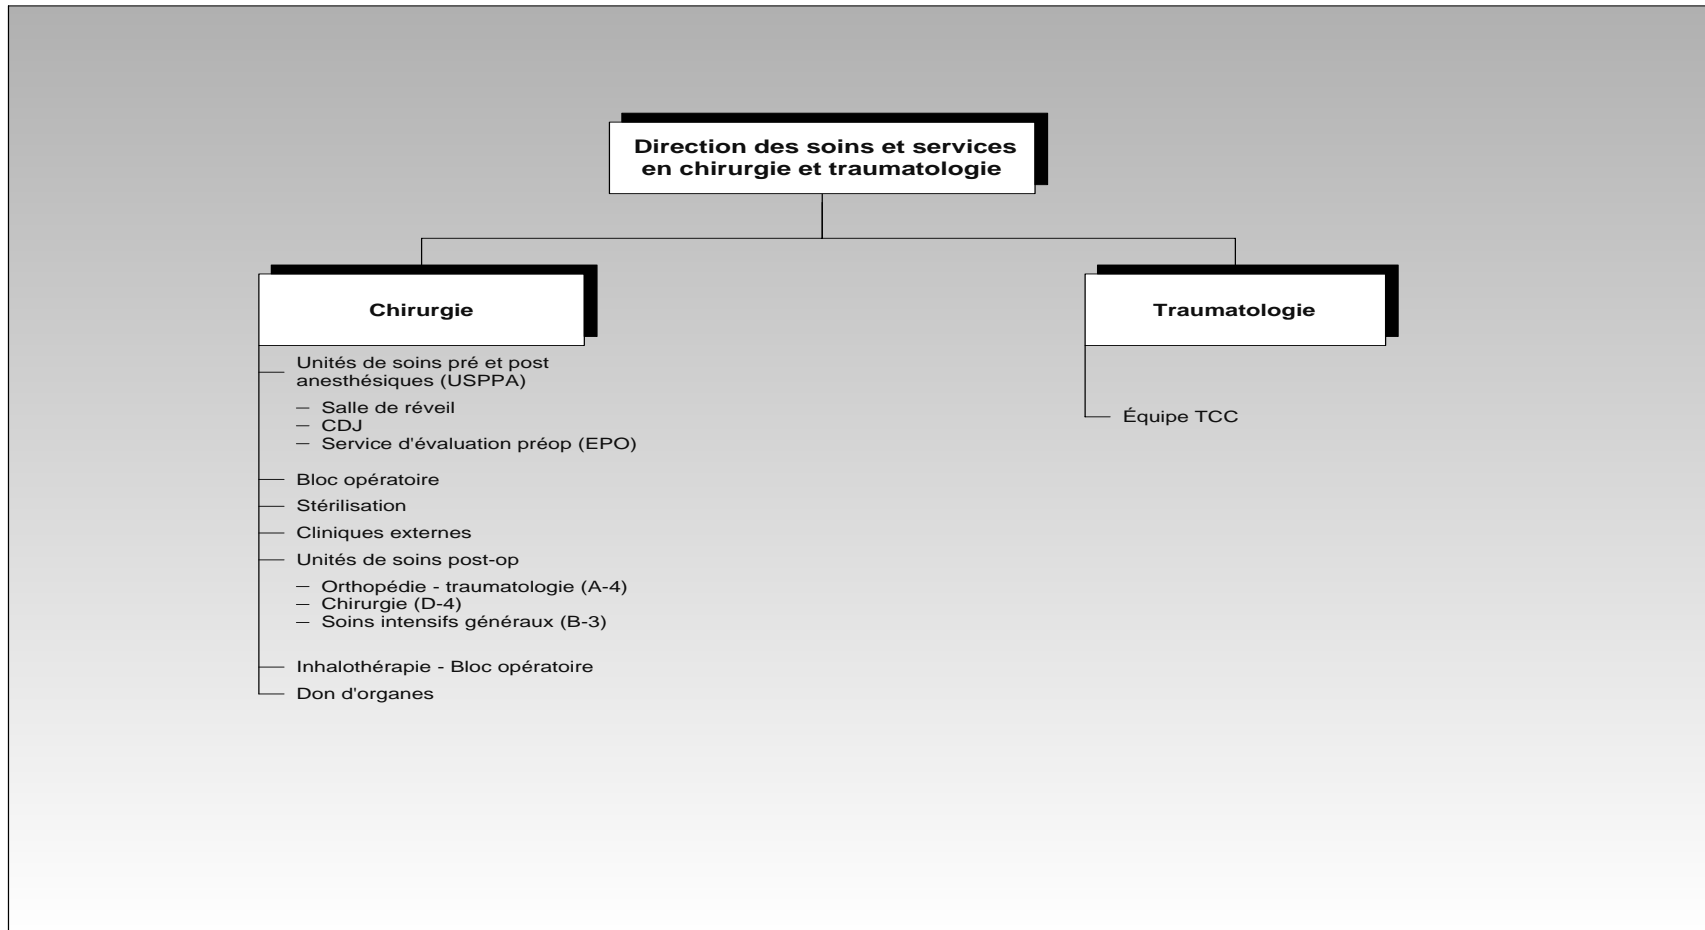 Direction des soins et services
en chirurgie et traumatologie
Chirurgie
Unités de soins pré et post
anesthésiques (USPPA)
– Salle de réveil
– CDJ
– Service d'évaluation préop (EPO)
Bloc opératoire
Stérilisation
Cliniques externes
Unités de soins post-op
– Orthopédie - traumatologie (A-4)
– Chirurgie (D-4)
– Soins intensifs généraux (B-3)
Inhalothérapie - Bloc opératoire
Don d'organes
Traumatologie
Équipe TCC